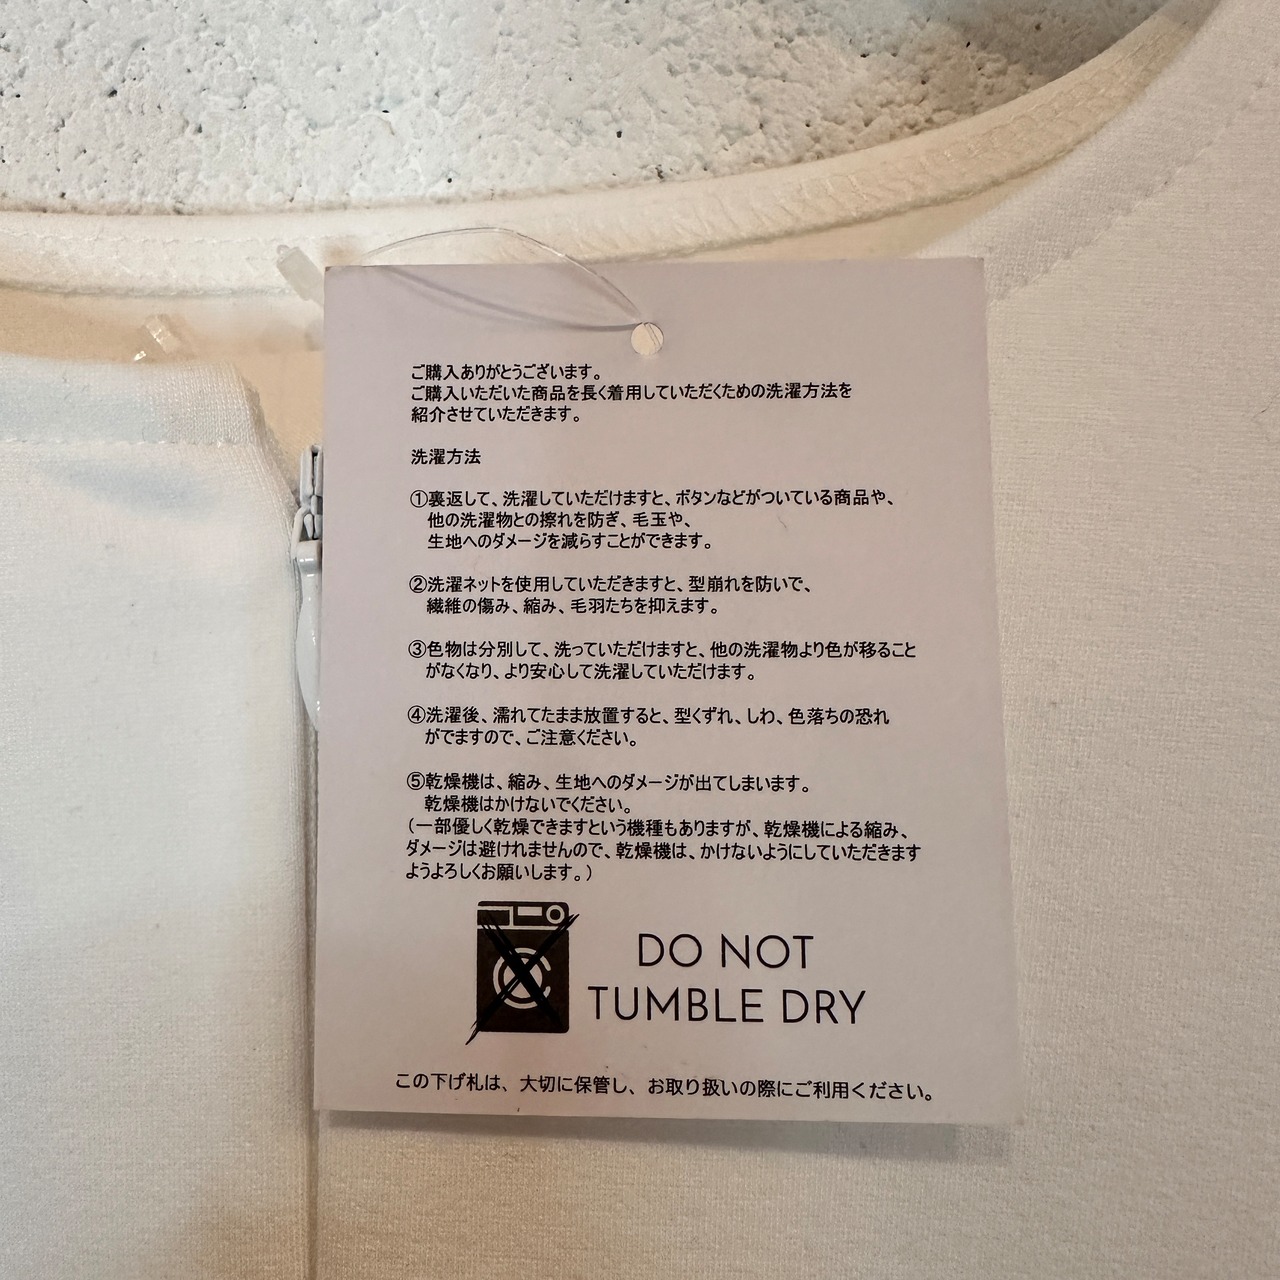 ご購入ありがとうございます。
ご購入いただいた商品を長く着用していただくための洗濯方法を
紹介させていただきます。
洗濯方法
①裏返して、洗濯していただけますと、ボタンなどがついている商品や、
他の洗濯物との擦れを防ぎ、毛玉や、
生地へのダメージを減らすことができます。
②洗濯ネットを使用していただきますと、型崩れを防いで、
繊維の傷み、縮み、毛羽たちを抑えます。
③色物は分別して、洗っていただけますと、他の洗濯物より色が移ること
がなくなり、より安心して洗濯していただけます。
④洗濯後、濡れてたまま放置すると、型くずれ、しわ、色落ちの恐れ
がでますので、ご注意ください。
⑤乾燥機は、縮み、生地へのダメージが出てしまいます。
乾燥機はかけないでください。
(一部優しく乾燥できますという機種もありますが、乾燥機による縮み、
ダメージは避けれませんので、乾燥機は、かけないようにしていただきます
ようよろしくお願いします。)
DO NOT
TUMBLE DRY
この下げ札は、大切に保管し、お取り扱いの際にご利用ください。